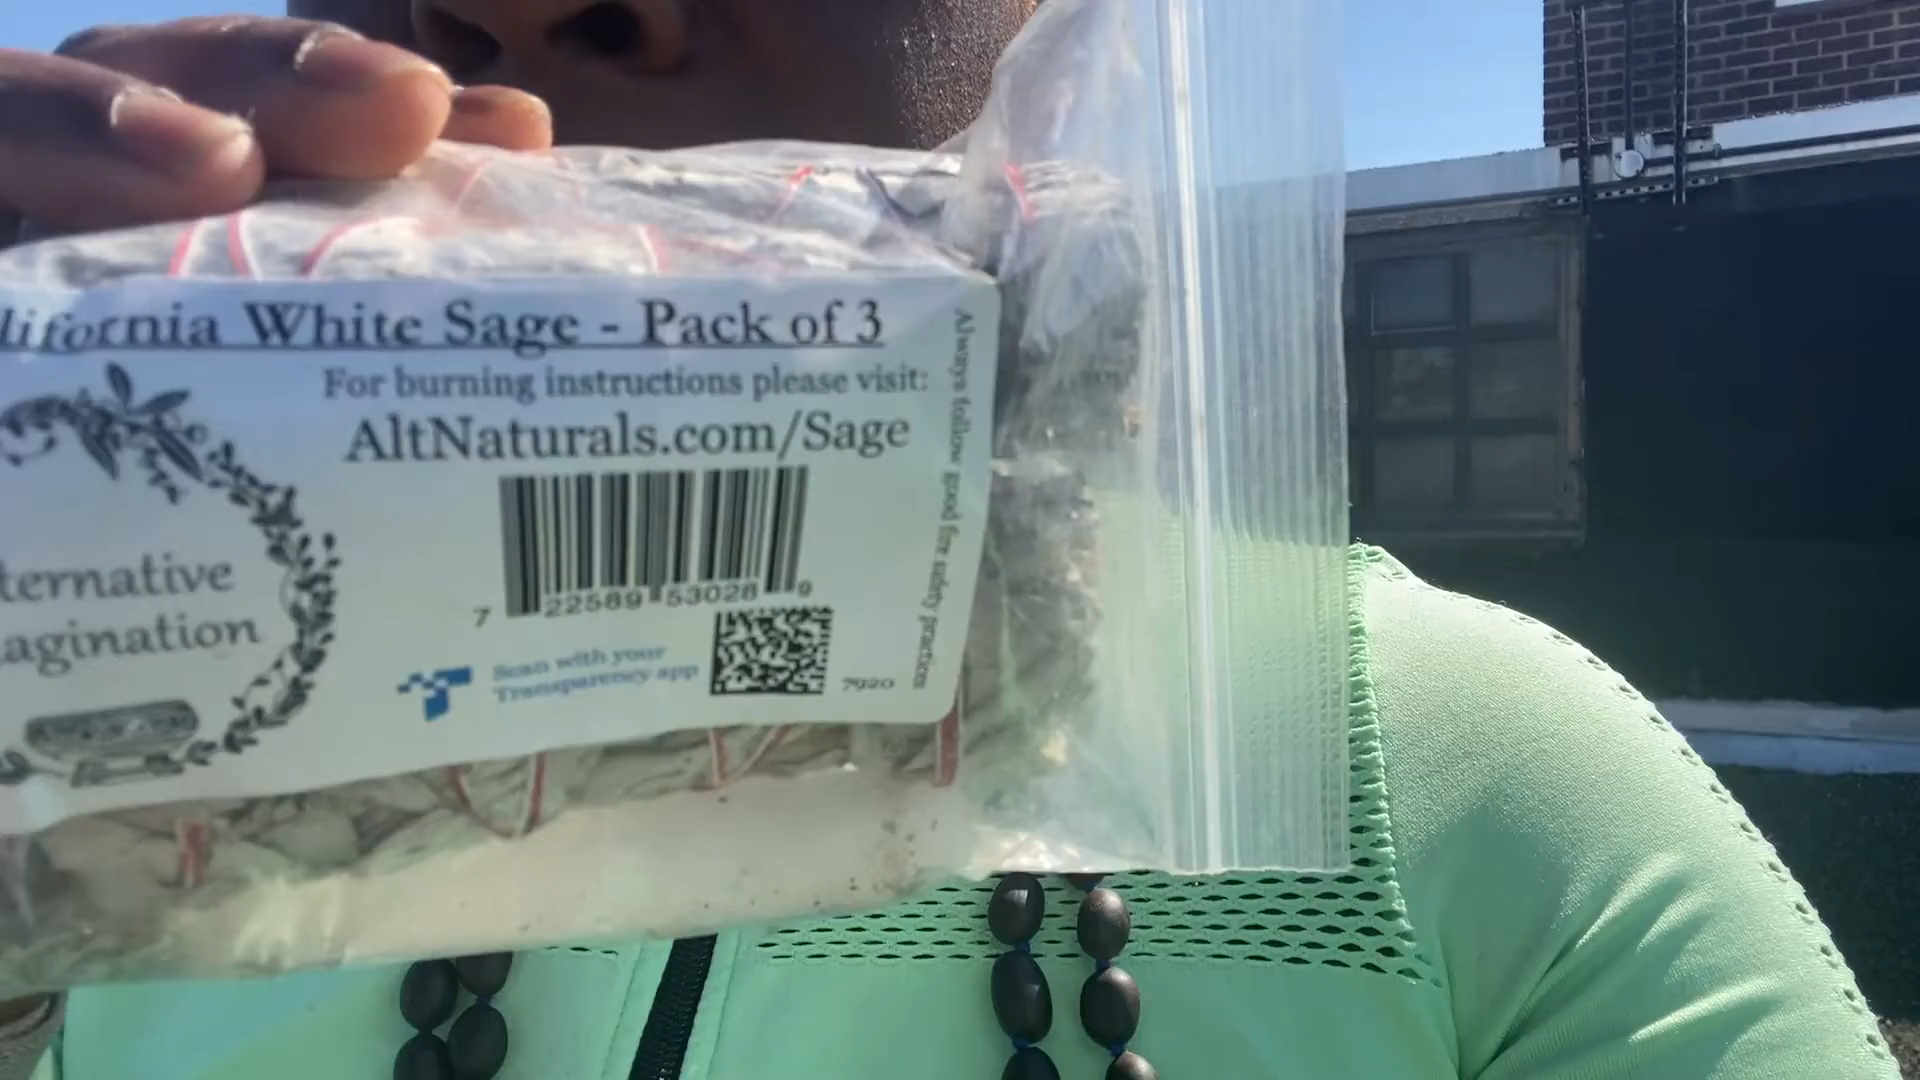 lifornia White Sage - Pack of 3
For burning instructions please visit:
AltNaturals.com/Sage
7 22589 53028 9
ternative
agination
Scan with your
Transparency app
7920
Always follow good fire safety practices